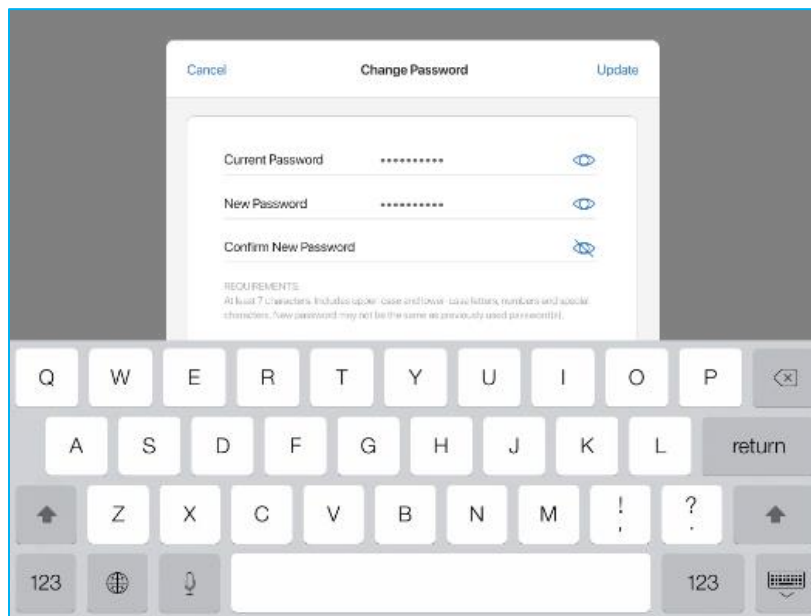 Cancel Change Password Update
Current Password ••••••••••
New Password ••••••••••
Confirm New Password
REQUIREMENTS
At least 7 characters. Includes upper-case and lower-case letters, numbers and special
characters. New password may not be the same as previously used password(s).
Q W E R T Y U I O P
A S D F G H J K L return
Z X C V B N M ! , ? .
123 123